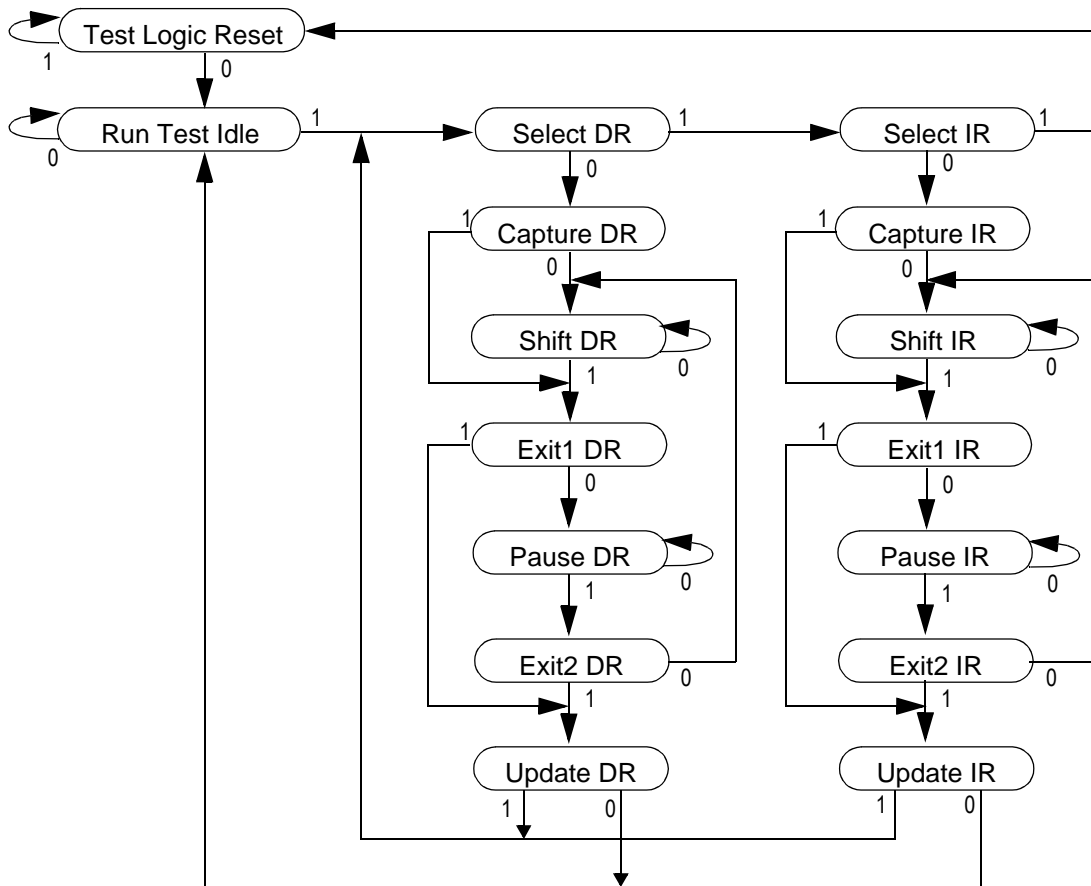 Test Logic Reset
1
0
Run Test Idle
1
Select DR
1
Select IR
1
0
0
0
1
Capture DR
1
Capture IR
0
0
Shift DR
Shift IR
0
0
1
1
1
Exit1 DR
1
Exit1 IR
0
0
Pause DR
Pause IR
0
0
1
1
Exit2 DR
Exit2 IR
0
0
1
1
Update DR
Update IR
1
0
1
0